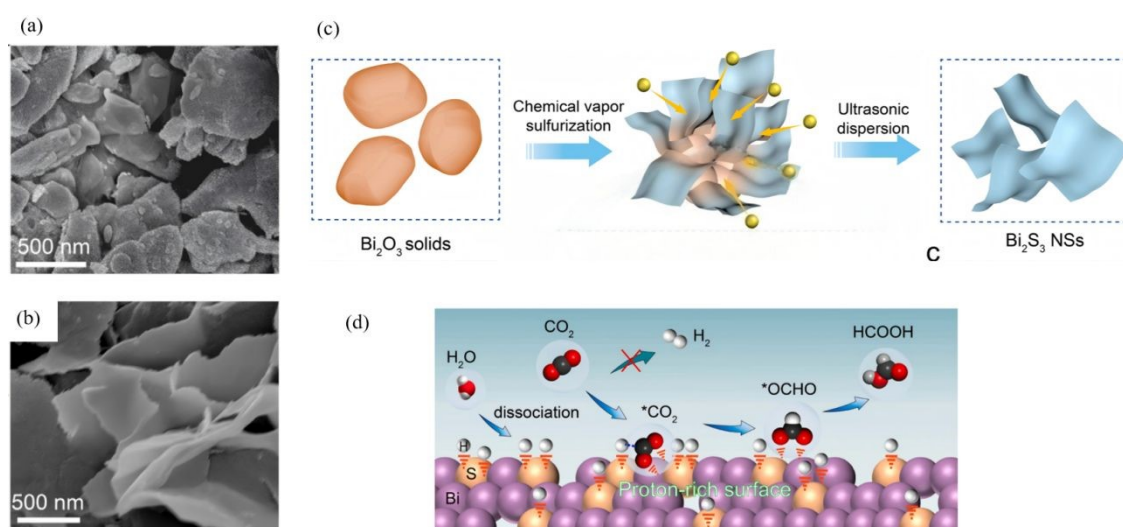 (a)
500 nm
(b)
500 nm
(c)
Chemical vapor
sulfurization
Ultrasonic
dispersion
Bi₂O₃ solids
Bi₂S₃ NSs
C
(d)
H₂O
CO₂
H₂
HCOOH
dissociation
*CO₂
*OCHO
H
S
Bi
Proton-rich surface